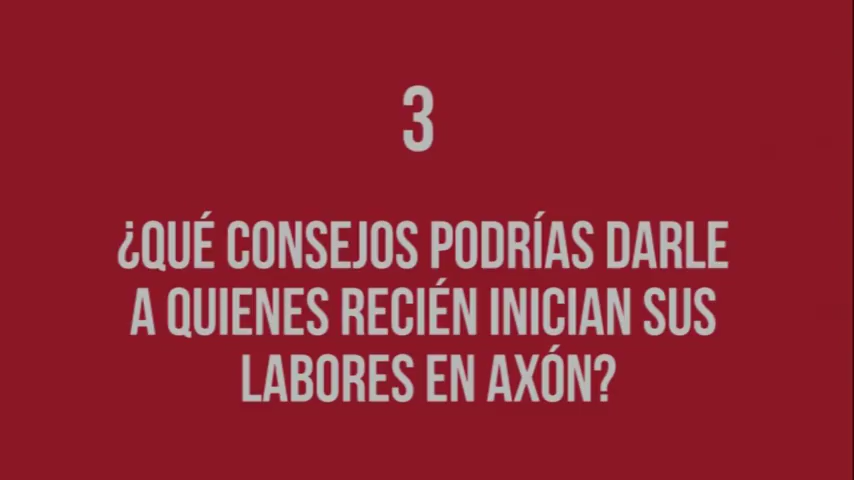 3
¿QUÉ CONSEJOS PODRÍAS DARLE
A QUIENES RECIÉN INICIAN SUS
LABORES EN AXÓN?